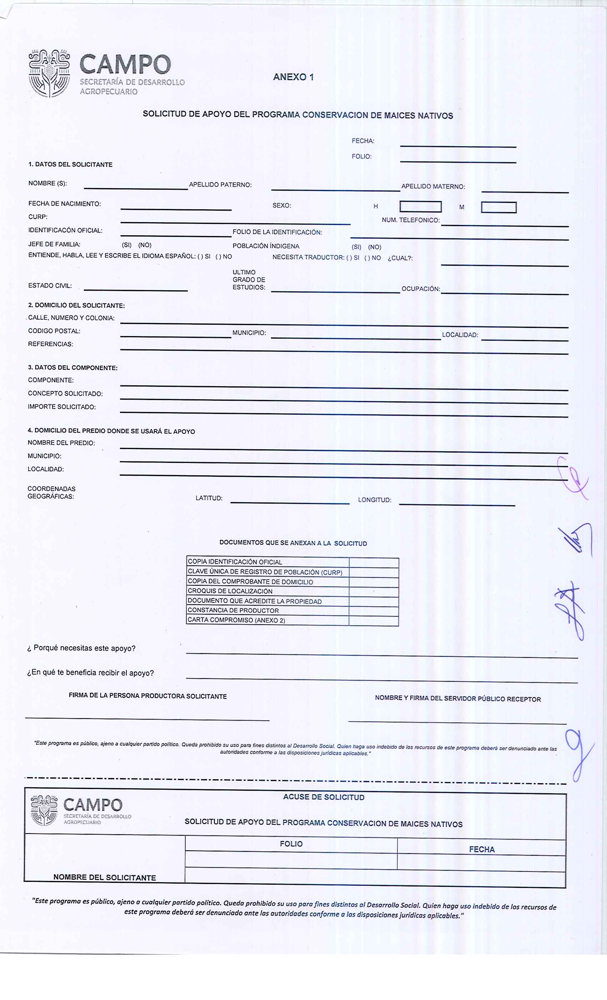 CAMPO
SECRETARÍA DE DESARROLLO
AGROPECUARIO
ANEXO 1
SOLICITUD DE APOYO DEL PROGRAMA CONSERVACION DE MAICES NATIVOS
FECHA:
FOLIO:
1. DATOS DEL SOLICITANTE
NOMBRE (S): APELLIDO PATERNO: APELLIDO MATERNO:
FECHA DE NACIMIENTO: SEXO: H M
CURP: NUM. TELEFONICO:
IDENTIFICACÓN OFICIAL: FOLIO DE LA IDENTIFICACIÓN:
JEFE DE FAMILIA: (SI) (NO) POBLACIÓN ÍNDIGENA (SI) (NO)
ENTIENDE, HABLA, LEE Y ESCRIBE EL IDIOMA ESPAÑOL: ( ) SI ( ) NO NECESITA TRADUCTOR: ( ) SI ( ) NO ¿CUAL?:
ESTADO CIVIL: ULTIMO
GRADO DE
ESTUDIOS: OCUPACIÓN:
2. DOMICILIO DEL SOLICITANTE:
CALLE, NUMERO Y COLONIA:
CODIGO POSTAL: MUNICIPIO: LOCALIDAD:
REFERENCIAS:
3. DATOS DEL COMPONENTE:
COMPONENTE:
CONCEPTO SOLICITADO:
IMPORTE SOLICITADO:
4. DOMICILIO DEL PREDIO DONDE SE USARÁ EL APOYO
NOMBRE DEL PREDIO:
MUNICIPIO:
LOCALIDAD:
COORDENADAS
GEOGRÁFICAS: LATITUD: LONGITUD:
DOCUMENTOS QUE SE ANEXAN A LA SOLICITUD
COPIA IDENTIFICACIÓN OFICIAL
CLAVE ÚNICA DE REGISTRO DE POBLACIÓN (CURP)
COPIA DEL COMPROBANTE DE DOMICILIO
CROQUIS DE LOCALIZACIÓN
DOCUMENTO QUE ACREDITE LA PROPIEDAD
CONSTANCIA DE PRODUCTOR
CARTA COMPROMISO (ANEXO 2)
¿ Porqué necesitas este apoyo?
¿En qué te beneficia recibir el apoyo?
FIRMA DE LA PERSONA PRODUCTORA SOLICITANTE NOMBRE Y FIRMA DEL SERVIDOR PÚBLICO RECEPTOR
"Este programa es público, ajeno a cualquier partido político. Queda prohibido su uso para fines distintos al Desarrollo Social. Quien haga uso indebido de los recursos de este programa deberá ser denunciado ante las
autoridades conforme a las disposiciones jurídicas aplicables."
CAMPO
SECRETARÍA DE DESARROLLO
AGROPECUARIO
ACUSE DE SOLICITUD
SOLICITUD DE APOYO DEL PROGRAMA CONSERVACION DE MAICES NATIVOS
FOLIO FECHA
NOMBRE DEL SOLICITANTE
"Este programa es público, ajeno a cualquier partido político. Queda prohibido su uso para fines distintos al Desarrollo Social. Quien haga uso indebido de los recursos de
este programa deberá ser denunciado ante las autoridades conforme a las disposiciones jurídicas aplicables."